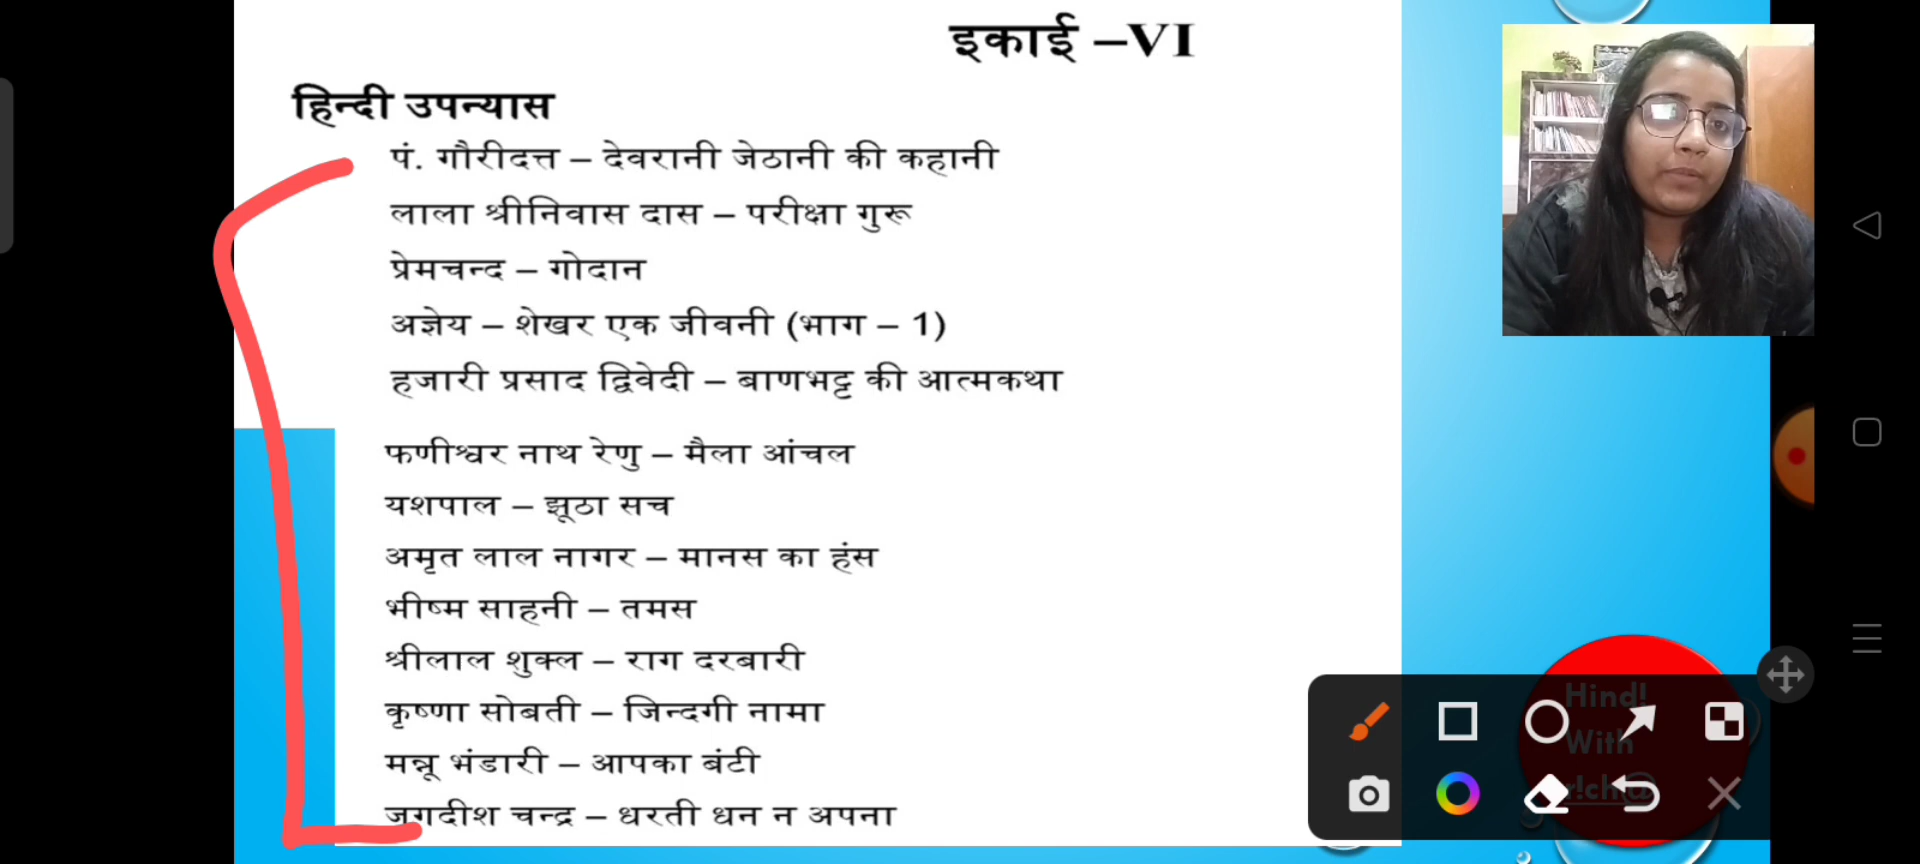 इकाई –VI
हिन्दी उपन्यास
पं. गौरीदत्त – देवरानी जेठानी की कहानी
लाला श्रीनिवास दास – परीक्षा गुरू
प्रेमचन्द – गोदान
अज्ञेय – शेखर एक जीवनी (भाग – 1)
हजारी प्रसाद द्विवेदी – बाणभट्ट की आत्मकथा
फणीश्वर नाथ रेणु – मैला आंचल
यशपाल – झूठा सच
अमृत लाल नागर – मानस का हंस
भीष्म साहनी – तमस
श्रीलाल शुक्ल – राग दरबारी
कृष्णा सोबती – जिन्दगी नामा
मन्नू भंडारी – आपका बंटी
जगदीश चन्द्र – धरती धन न अपना
Hind!
With